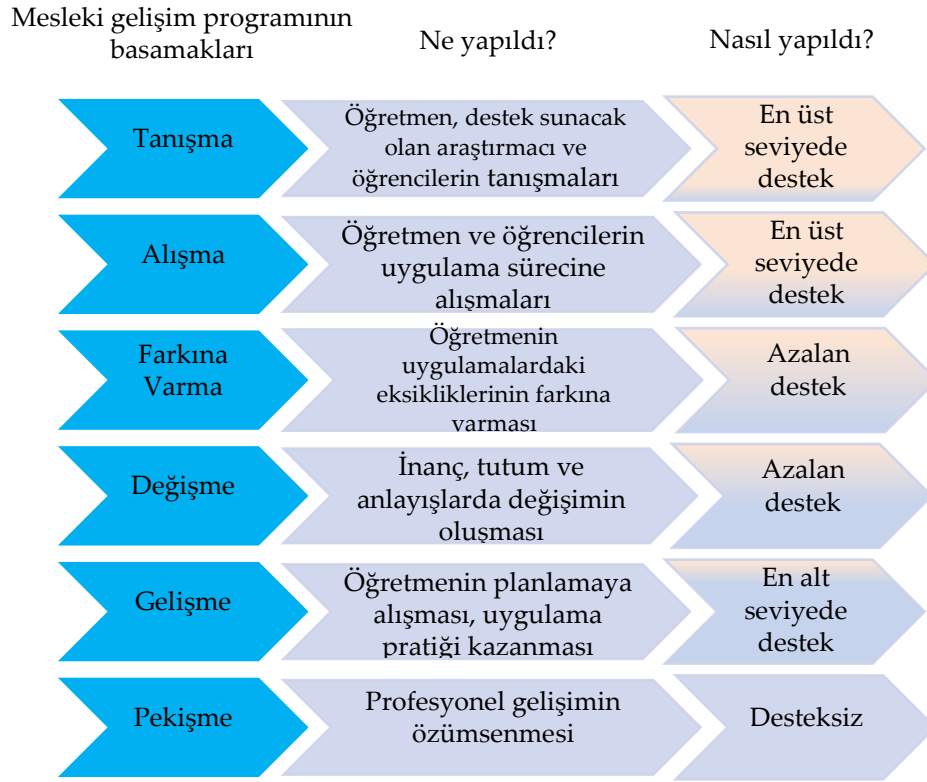 Mesleki gelişim programının
basamakları
Ne yapıldı?
Nasıl yapıldı?
Tanışma
Öğretmen, destek sunacak
olan araştırmacı ve
öğrencilerin tanışmaları
En üst
seviyede
destek
Alışma
Öğretmen ve öğrencilerin
uygulama sürecine
alışmaları
En üst
seviyede
destek
Farkına
Varma
Öğretmenin
uygulamalardaki
eksikliklerinin farkına
varması
Azalan
destek
Değişme
İnanç, tutum ve
anlayışlarda değişimin
oluşması
Azalan
destek
Gelişme
Öğretmenin planlamaya
alışması, uygulama
pratiği kazanması
En alt
seviyede
destek
Pekişme
Profesyonel gelişimin
özümsenmesi
Desteksiz